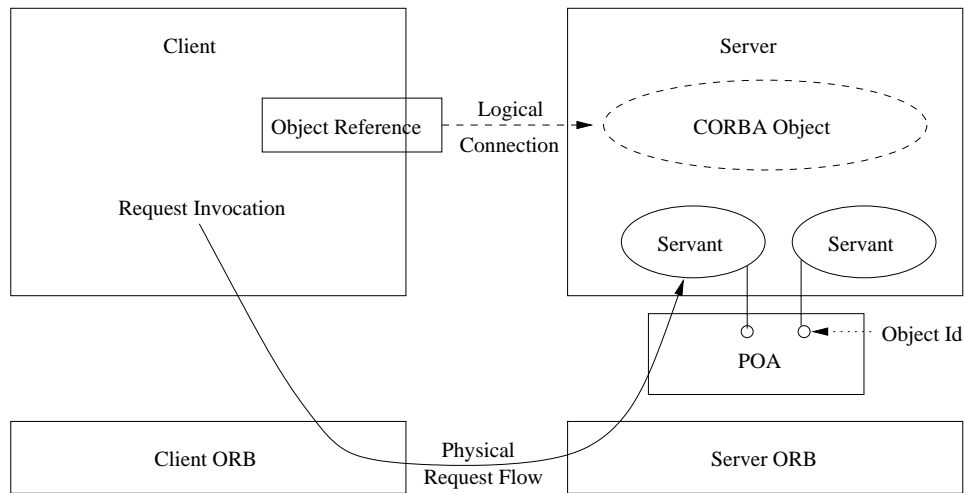 Client
Server
Object Reference
Logical
Connection
CORBA Object
Request Invocation
Servant
Servant
Object Id
POA
Client ORB
Physical
Request Flow
Server ORB